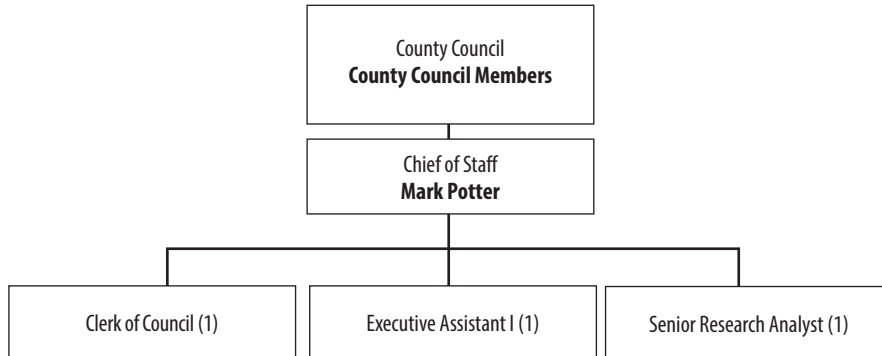 County Council
County Council Members
Chief of Staff
Mark Potter
Clerk of Council (1)
Executive Assistant I (1)
Senior Research Analyst (1)